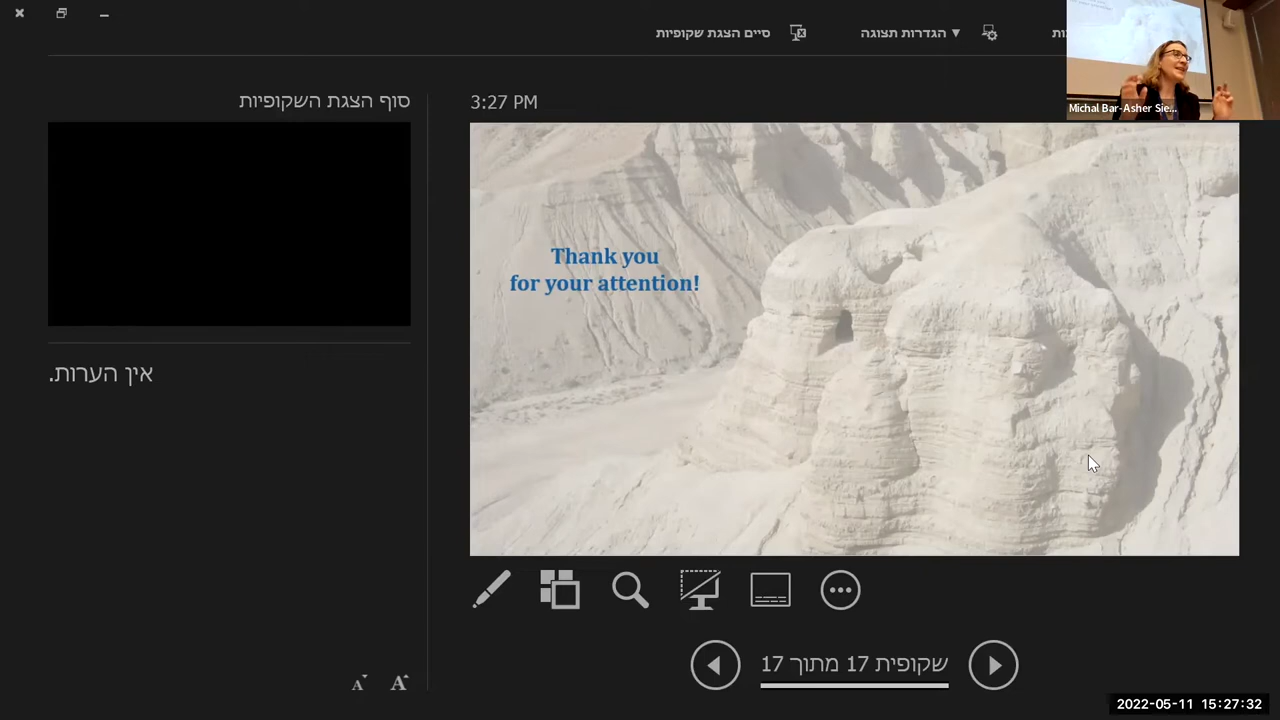 סיים הצגת שקופיות
הגדרות תצוגה ▼
Michal Bar-Asher Sie...
3:27 PM
סוף הצגת השקופיות
Thank you
for your attention!
אין הערות.
A A
שקופית 17 מתוך 17
2022-05-11 15:27:32